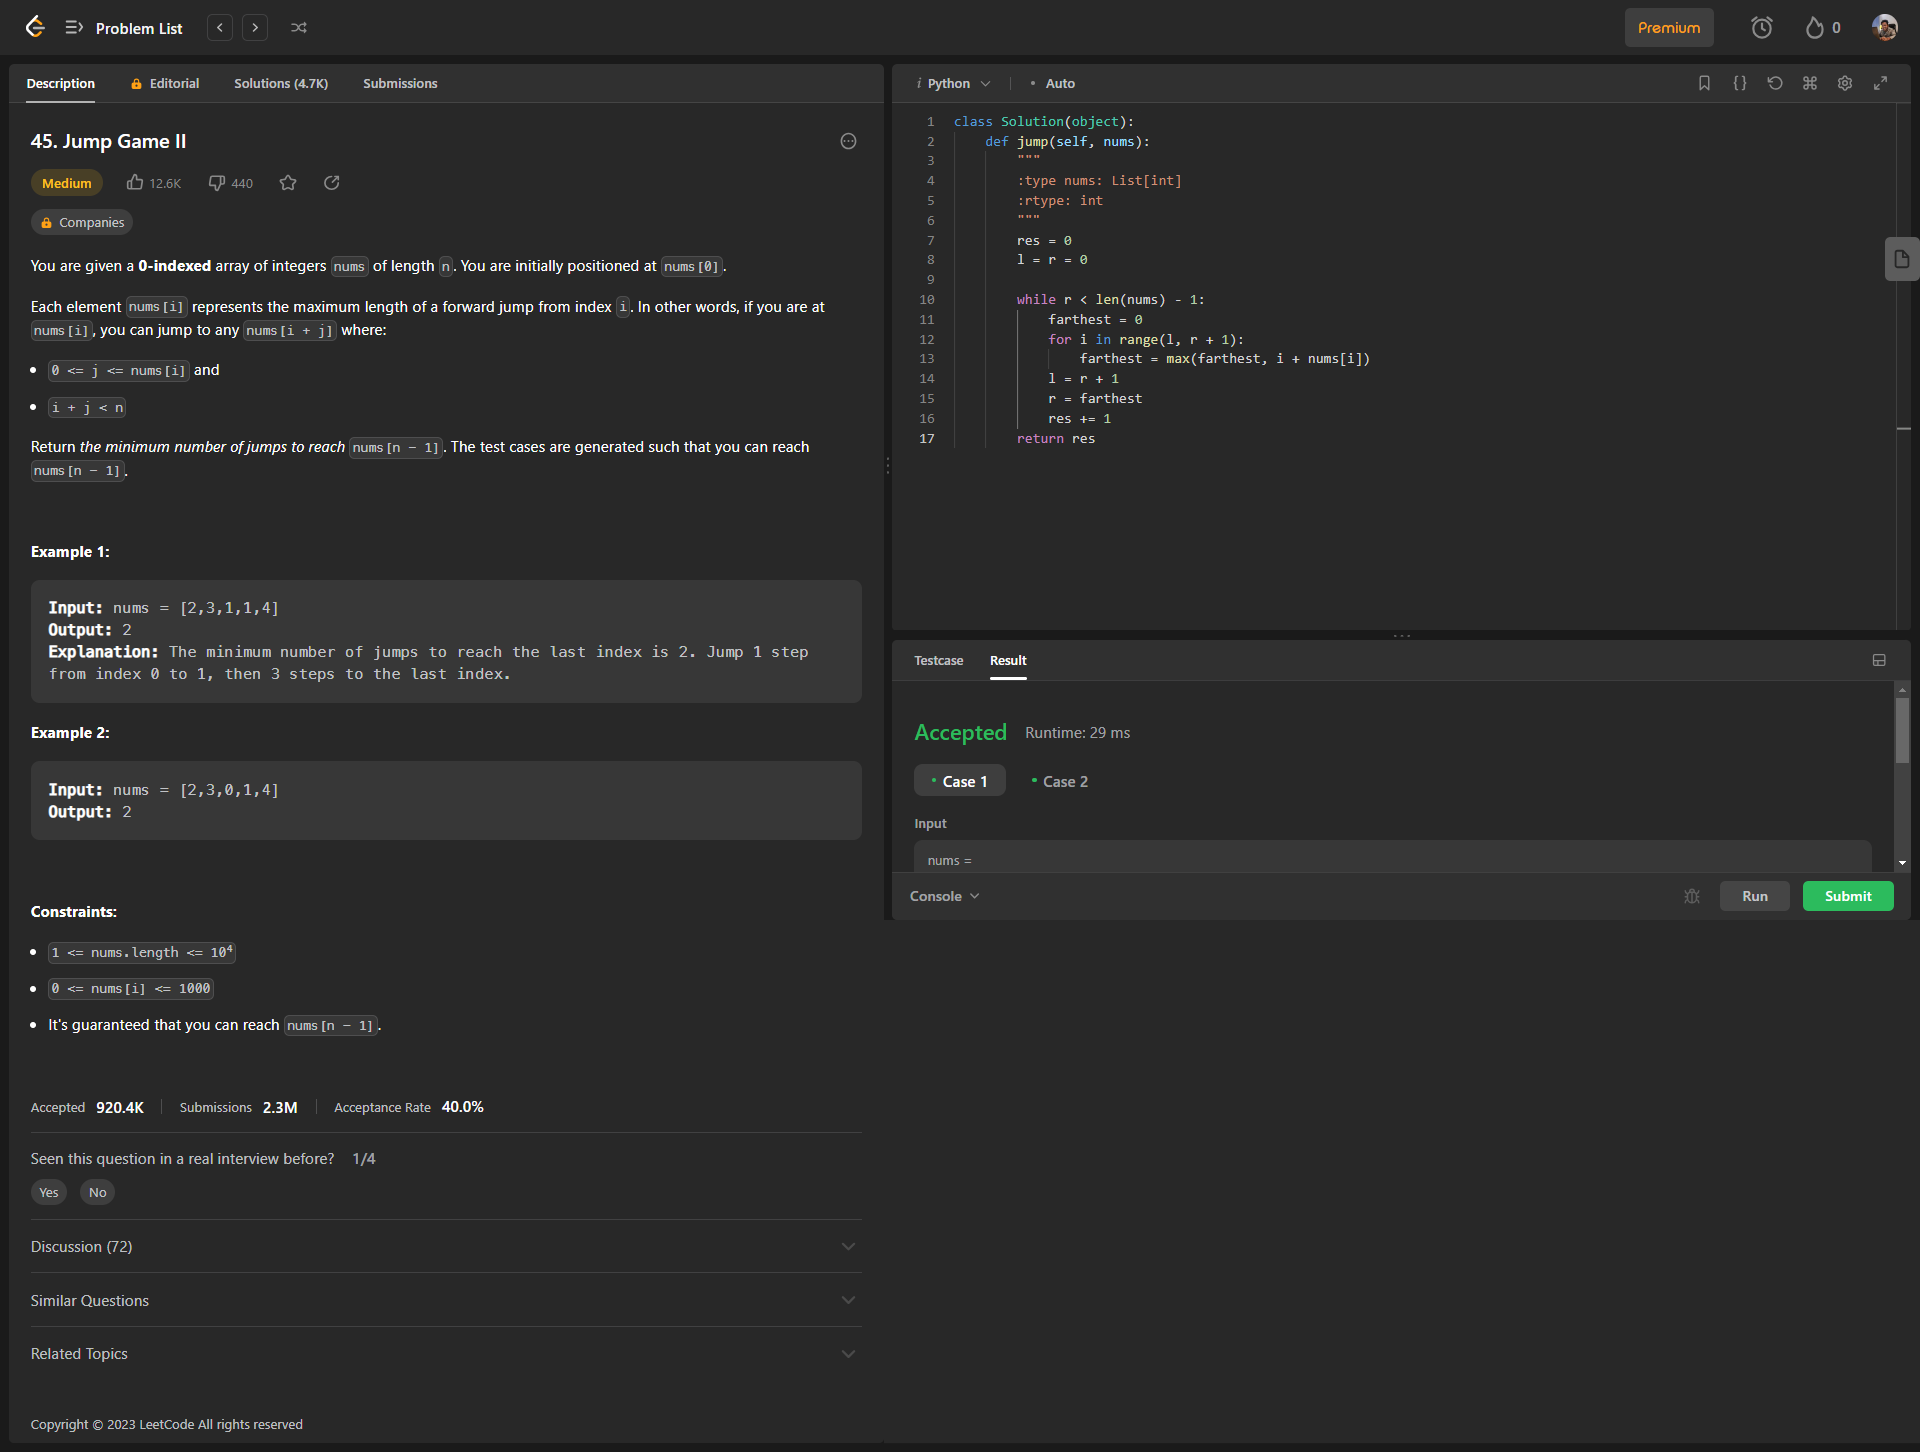 Problem List
Premium
0
Description
Editorial
Solutions (4.7K)
Submissions
45. Jump Game II
Medium
12.6K
440
Companies
You are given a 0-indexed array of integers nums of length n. You are initially positioned at nums[0].
Each element nums[i] represents the maximum length of a forward jump from index i. In other words, if you are at
nums[i], you can jump to any nums[i + j] where:
• 0 <= j <= nums[i] and
• i + j < n
Return the minimum number of jumps to reach nums[n - 1]. The test cases are generated such that you can reach
nums[n - 1].
Example 1:
Input: nums = [2,3,1,1,4]
Output: 2
Explanation: The minimum number of jumps to reach the last index is 2. Jump 1 step
from index 0 to 1, then 3 steps to the last index.
Example 2:
Input: nums = [2,3,0,1,4]
Output: 2
Constraints:
• 1 <= nums.length <= 10⁴
• 0 <= nums[i] <= 1000
• It's guaranteed that you can reach nums[n - 1].
Accepted 920.4K
Submissions 2.3M
Acceptance Rate 40.0%
Seen this question in a real interview before? 1/4
Yes
No
Discussion (72)
Similar Questions
Related Topics
Copyright © 2023 LeetCode All rights reserved
i Python
• Auto
{}
1 class Solution(object):
2     def jump(self, nums):
3         """
4         :type nums: List[int]
5         :rtype: int
6         """
7         res = 0
8         l = r = 0
9
10         while r < len(nums) - 1:
11             farthest = 0
12             for i in range(l, r + 1):
13                 farthest = max(farthest, i + nums[i])
14             l = r + 1
15             r = farthest
16             res += 1
17         return res
Testcase
Result
Accepted Runtime: 29 ms
• Case 1
• Case 2
Input
nums =
Console
Run
Submit